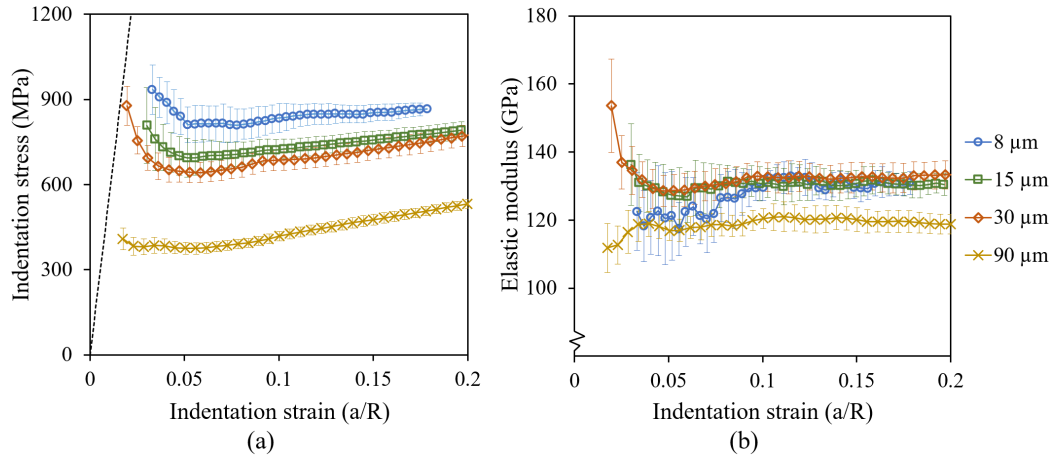 1200
900
600
300
0
Indentation stress (MPa)
0
0.05
0.1
0.15
0.2
Indentation strain (a/R)
(a)
180
160
140
120
100
Elastic modulus (GPa)
0
0.05
0.1
0.15
0.2
Indentation strain (a/R)
(b)
8 µm
15 µm
30 µm
90 µm